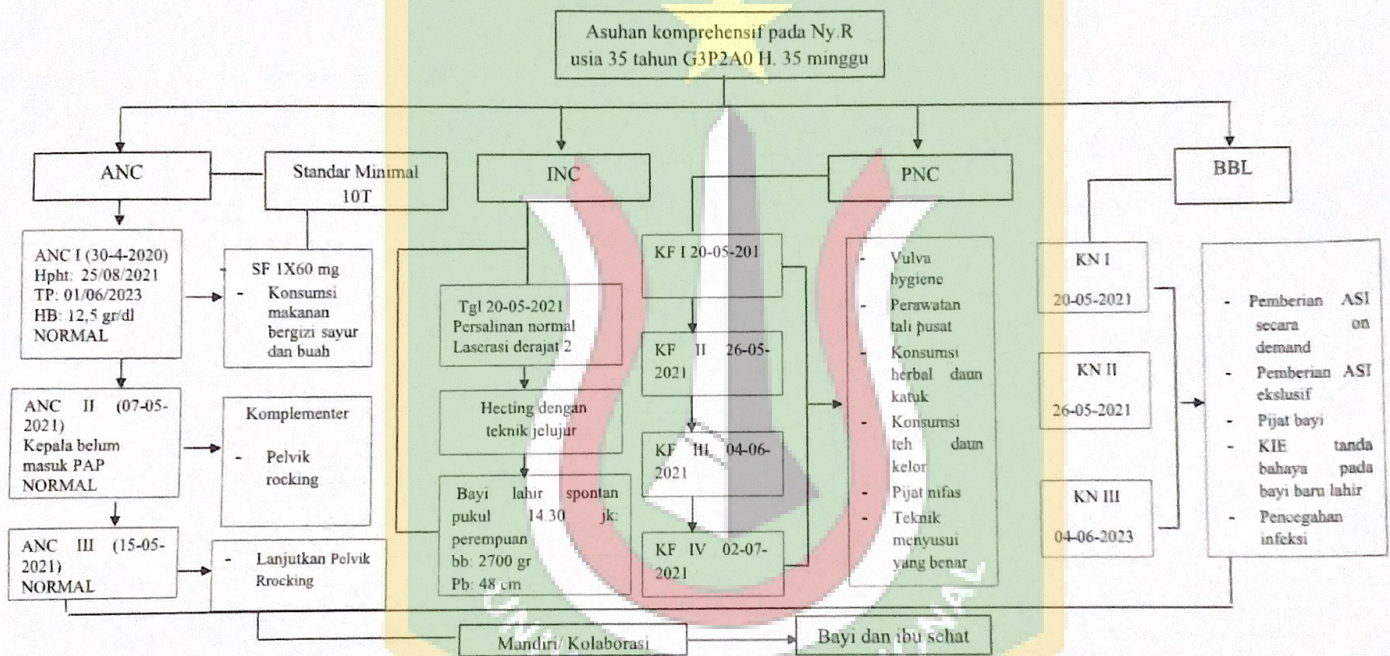 Asuhan komprehensif pada Ny.R
usia 35 tahun G3P2A0 H. 35 minggu
ANC
Standar Minimal
10T
INC
PNC
BBL
ANC I (30-4-2020)
Hpht: 25/08/2021
TP: 01/06/2023
HB: 12,5 gr/dl
NORMAL
SF 1X60 mg
- Konsumsi
makanan
bergizi sayur
dan buah
ANC II (07-05-
2021)
Kepala belum
masuk PAP
NORMAL
Komplementer
- Pelvik
rocking
ANC III (15-05-
2021)
NORMAL
- Lanjutkan Pelvik
Rrocking
Tgl 20-05-2021
Persalinan normal
Laserasi derajat 2
Hecting dengan
teknik jelujur
Bayi lahir spontan
pukul 14.30 jk:
perempuan
bb: 2700 gr
Pb: 48 cm
KF I 20-05-201
KF II 26-05-
2021
KF III 04-06-
2021
KF IV 02-07-
2021
- Vulva
hygiene
- Perawatan
tali pusat
- Konsumsi
herbal daun
katuk
- Konsumsi
teh daun
kelor
- Pijat nifas
- Teknik
menyusui
yang benar
KN I
20-05-2021
KN II
26-05-2021
KN III
04-06-2023
- Pemberian ASI
secara on
demand
- Pemberian ASI
ekslusif
- Pijat bayi
- KIE tanda
bahaya pada
bayi baru lahir
- Pencegahan
infeksi
Mandiri/ Kolaborasi
Bayi dan ibu sehat